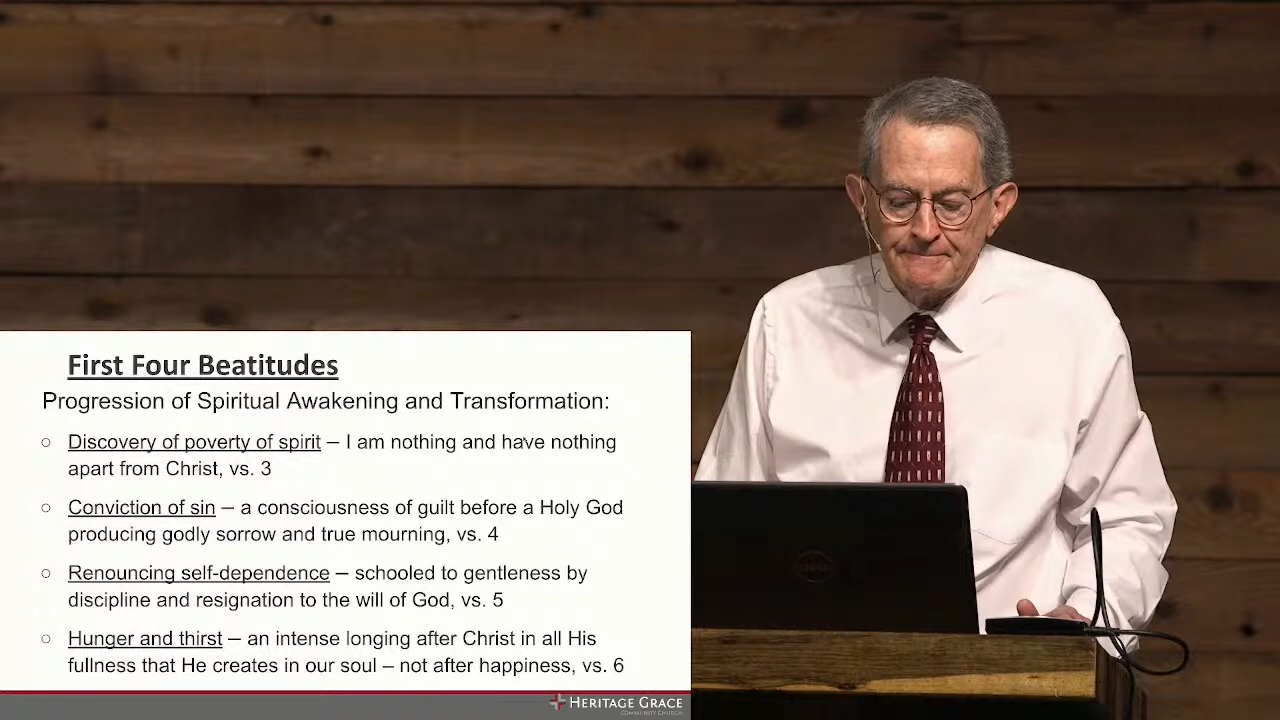 First Four Beatitudes
Progression of Spiritual Awakening and Transformation:
○ Discovery of poverty of spirit – I am nothing and have nothing
apart from Christ, vs. 3
○ Conviction of sin – a consciousness of guilt before a Holy God
producing godly sorrow and true mourning, vs. 4
○ Renouncing self-dependence – schooled to gentleness by
discipline and resignation to the will of God, vs. 5
○ Hunger and thirst – an intense longing after Christ in all His
fullness that He creates in our soul – not after happiness, vs. 6
HERITAGE GRACE
COMMUNITY CHURCH
DELL